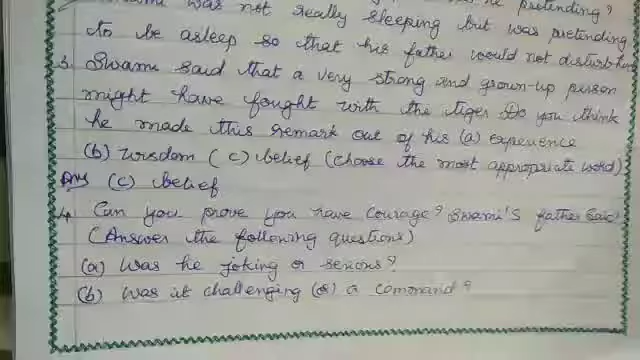 was not really sleeping but was pretending
to be asleep so that his father would not disturb
3. Swami said that a very strong and grown-up person
might have fought with the tiger Do you think
he made this remark out of his (a) experience
(b) wisdom (c) belief (choose the most appropriate word)
Ans (c) belief
4. Can you prove you have courage? Swami's father said
(Answer the following questions)
(a) Was he joking or serious?
(b) Was it challenging (or) a command?